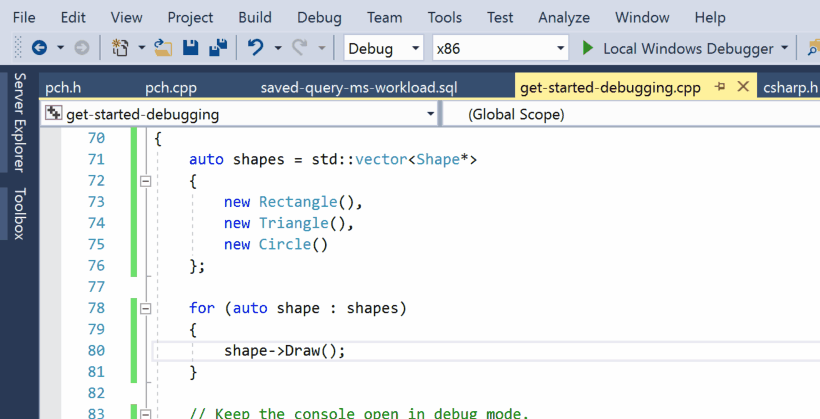 File Edit View Project Build Debug Team Tools Test Analyze Window Help
Debug x86 Local Windows Debugger
Server Explorer
Toolbox
pch.h pch.cpp saved-query-ms-workload.sql get-started-debugging.cpp csharp.h
get-started-debugging (Global Scope)
70 {
71 auto shapes = std::vector<Shape*>
72 {
73 new Rectangle(),
74 new Triangle(),
75 new Circle()
76 };
77
78 for (auto shape : shapes)
79 {
80 shape->Draw();
81 }
82
83 // Keep the console open in debug mode.